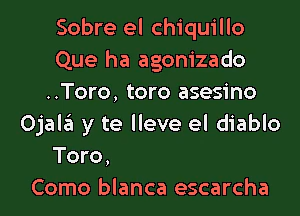 Sobre el chiquillo
Que ha agonizado
..Toro, toro asesino
Ojalá y te lleve el diablo
Toro,
Como blanca escarcha